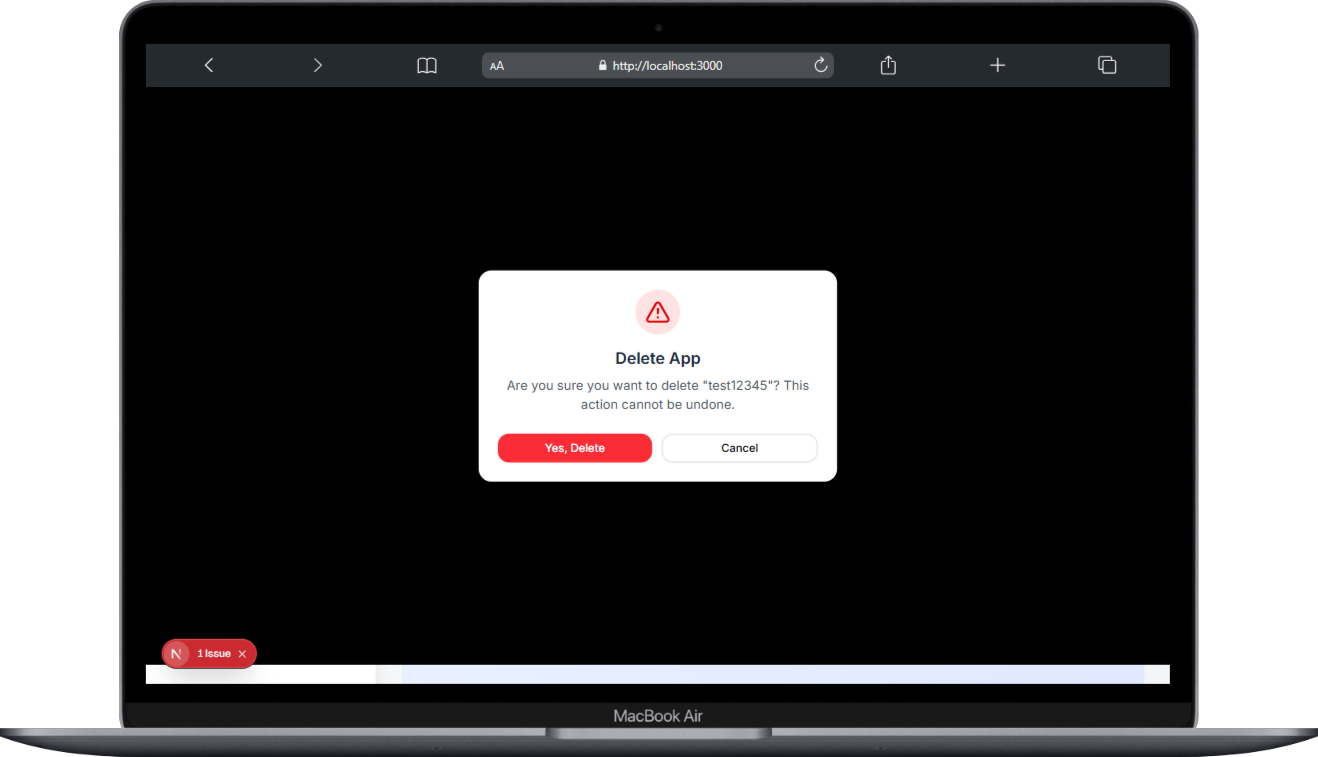 AA
http://localhost:3000
Delete App
Are you sure you want to delete "test12345"? This
action cannot be undone.
Yes, Delete
Cancel
N
1 Issue
MacBook Air